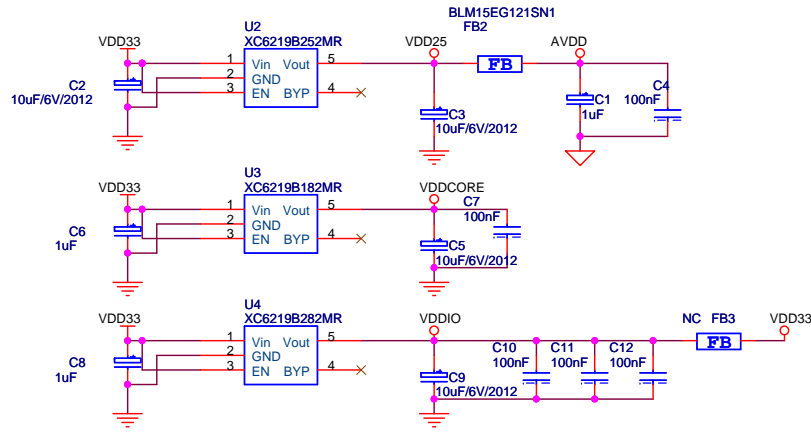 BLM15EG121SN1
U2
FB2
VDD33
XC6219B252MR
VDD25
AVDD
1
Vin
Vout
5
FB
2
GND
C2
3
EN
BYP
4
C4
10uF/6V/2012
C3
C1
100nF
10uF/6V/2012
1uF
U3
VDD33
XC6219B182MR
VDDCORE
1
Vin
Vout
5
C7
2
GND
100nF
C6
3
EN
BYP
4
1uF
C5
10uF/6V/2012
U4
VDD33
XC6219B282MR
VDDIO
NC
FB3
VDD33
1
Vin
Vout
5
FB
2
GND
C10
C11
C12
C8
3
EN
BYP
4
100nF
100nF
100nF
1uF
C9
10uF/6V/2012